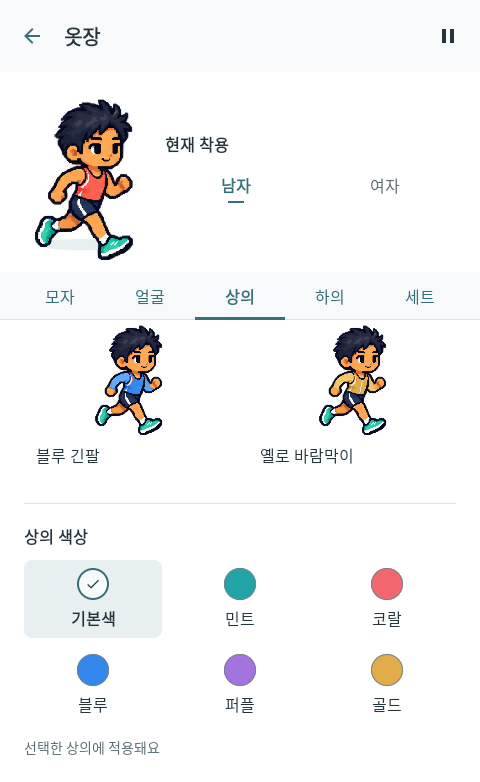 옷장
현재 착용
남자 여자
모자 얼굴 상의 하의 세트
블루 긴팔 옐로 바람막이
상의 색상
기본색 민트 코랄
블루 퍼플 골드
선택한 상의에 적용돼요